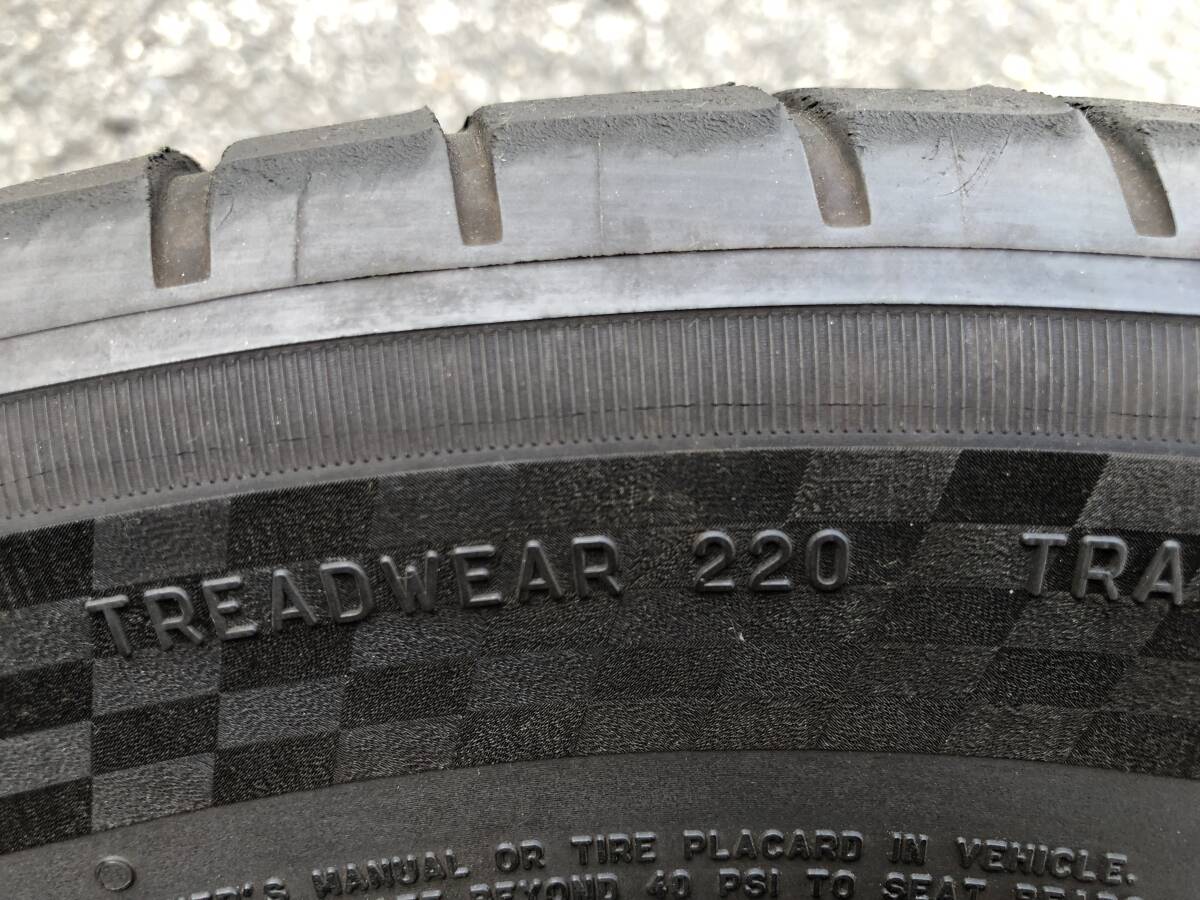 TREADWEAR 220 TRA
MANUAL OR TIRE PLACARD IN VEHICLE.
BEYOND 40 PSI TO SEAT